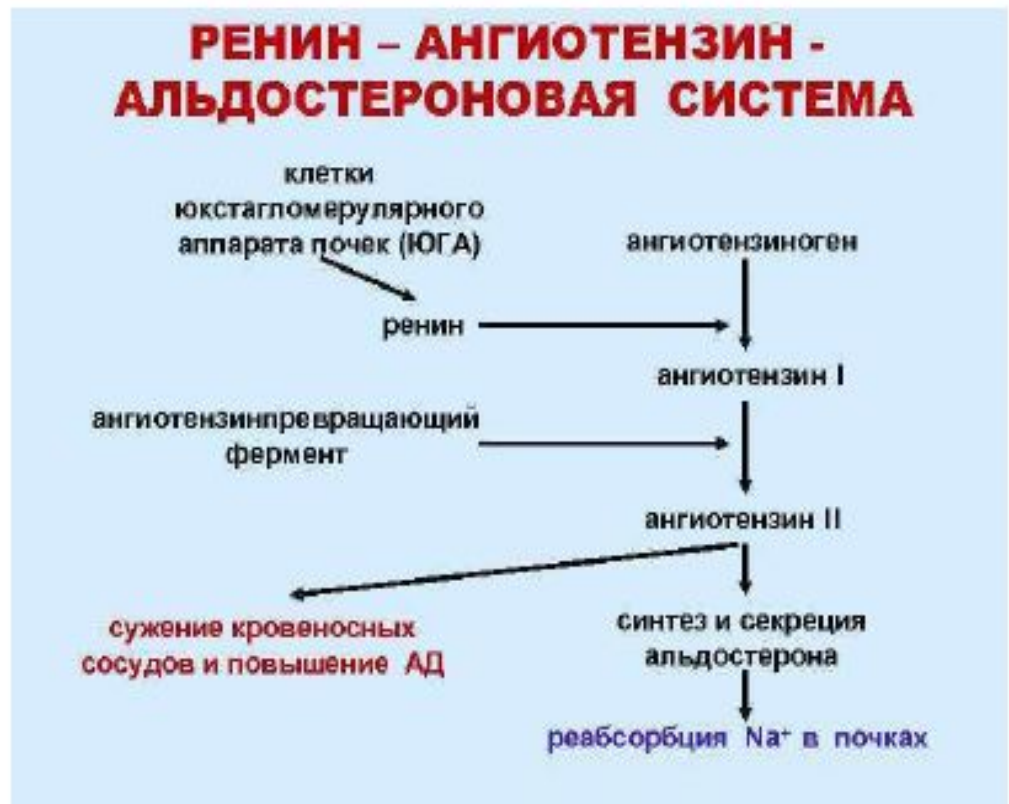 РЕНИН – АНГИОТЕНЗИН -
АЛЬДОСТЕРОНОВАЯ СИСТЕМА
клетки
юкстагломерулярного
аппарата почек (ЮГА)
ангиотензиноген
ренин
ангиотензин I
ангиотензинпревращающий
фермент
ангиотензин II
сужение кровеносных
сосудов и повышение АД
синтез и секреция
альдостерона
реабсорбция Na⁺ в почках